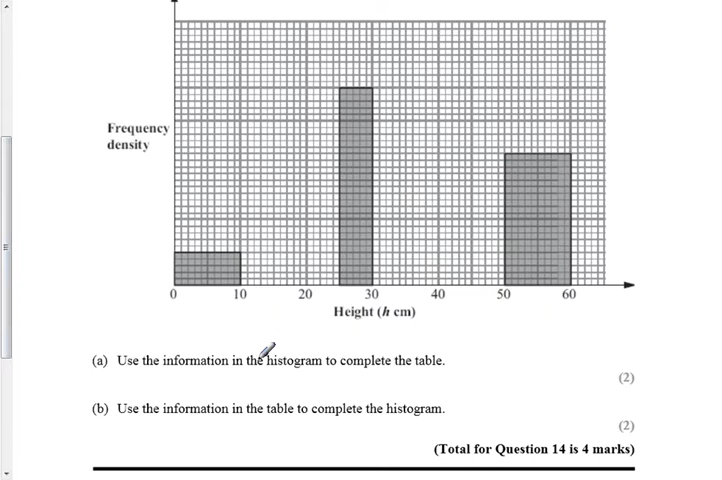 Frequency
density
0 10 20 30 40 50 60
Height (h cm)
(a) Use the information in the histogram to complete the table.
(2)
(b) Use the information in the table to complete the histogram.
(2)
(Total for Question 14 is 4 marks)